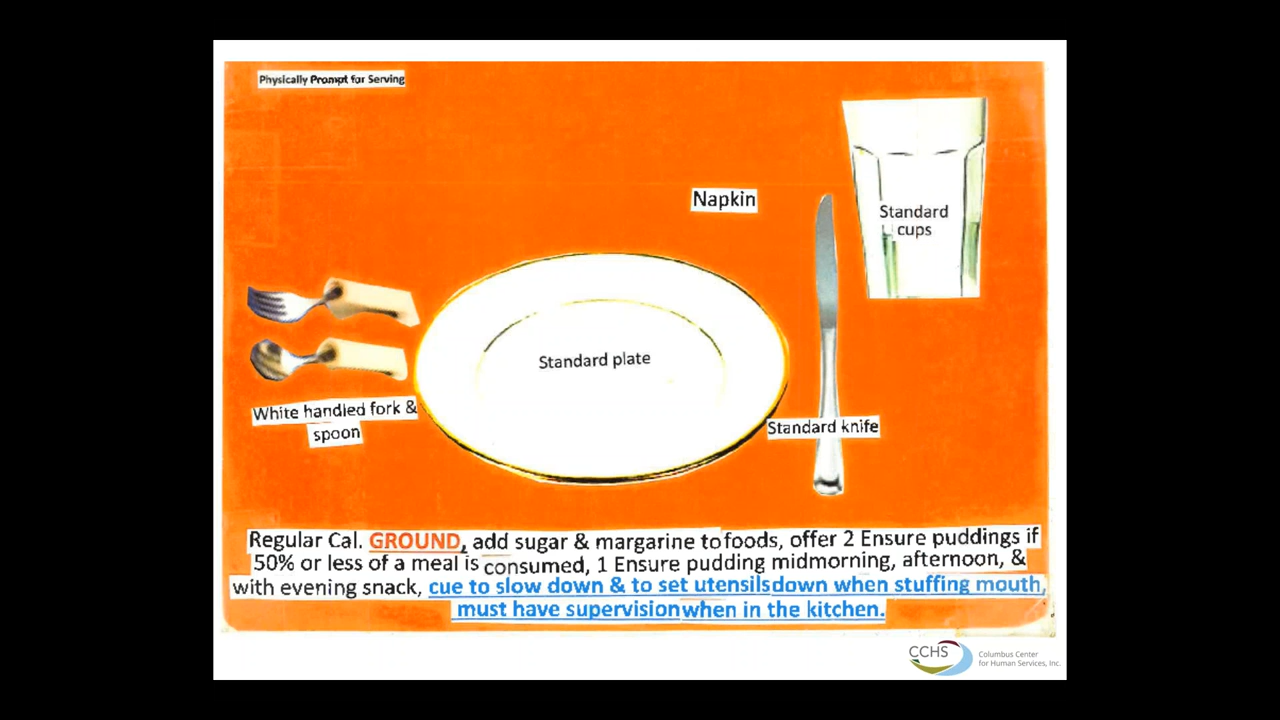 Physically Prompt for Serving
Napkin
Standard
cups
Standard plate
White handled fork &
spoon
Standard knife
Regular Cal. GROUND, add sugar & margarine to foods, offer 2 Ensure puddings if
50% or less of a meal is consumed, 1 Ensure pudding midmorning, afternoon, &
with evening snack, cue to slow down & to set utensils down when stuffing mouth,
must have supervision when in the kitchen.
CCHS
Columbus Center
for Human Services, Inc.